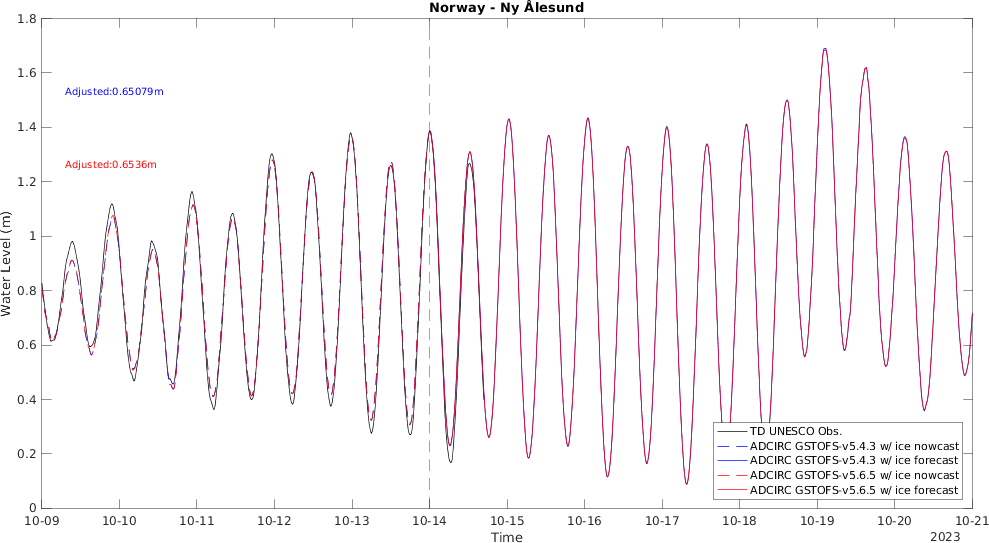 Norway - Ny Ålesund
1.8
1.6
1.4
1.2
1
0.8
0.6
0.4
0.2
0
Water Level (m)
Adjusted:0.65079m
Adjusted:0.6536m
TD UNESCO Obs.
ADCIRC GSTOFS-v5.4.3 w/ ice nowcast
ADCIRC GSTOFS-v5.4.3 w/ ice forecast
ADCIRC GSTOFS-v5.6.5 w/ ice nowcast
ADCIRC GSTOFS-v5.6.5 w/ ice forecast
10-09 10-10 10-11 10-12 10-13 10-14 10-15 10-16 10-17 10-18 10-19 10-20 10-21
Time
2023